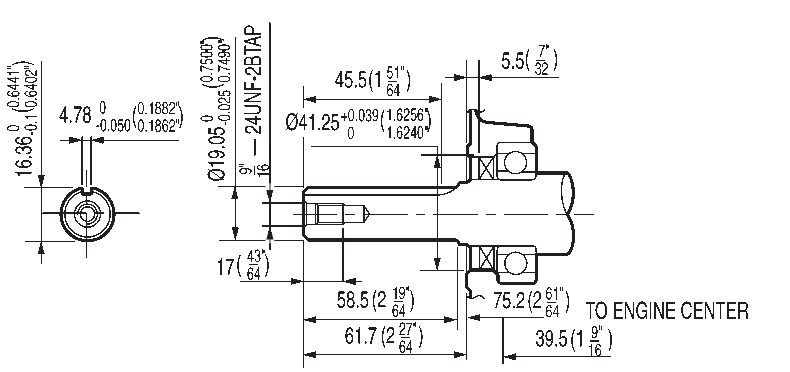 16.36 0 -0.1 (0.6441" 0.6402)
4.78 0 -0.050 (0.1882" 0.1862")
Ø19.05 0 -0.025 (0.7500" 0.7490")
9" 16 — 24UNF-2BTAP
5.5( 7" 32 )
45.5(1 51" 64 )
Ø41.25 +0.039 0 (1.6256" 1.6240")
17( 43" 64 )
58.5(2 19" 64 )
75.2(2 61" 64 )
TO ENGINE CENTER
61.7(2 27" 64 )
39.5(1 9" 16 )